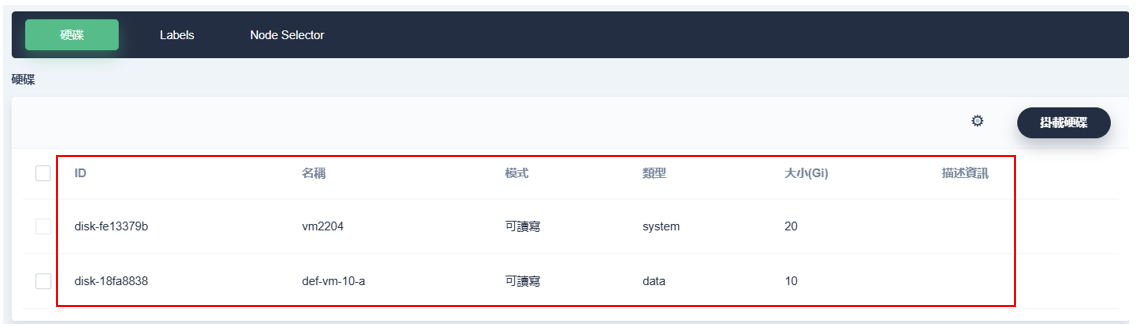 硬碟 Labels Node Selector
硬碟
掛載硬碟
ID 名稱 模式 類型 大小(Gi) 描述資訊
disk-fe13379b vm2204 可讀寫 system 20
disk-18fa8838 def-vm-10-a 可讀寫 data 10